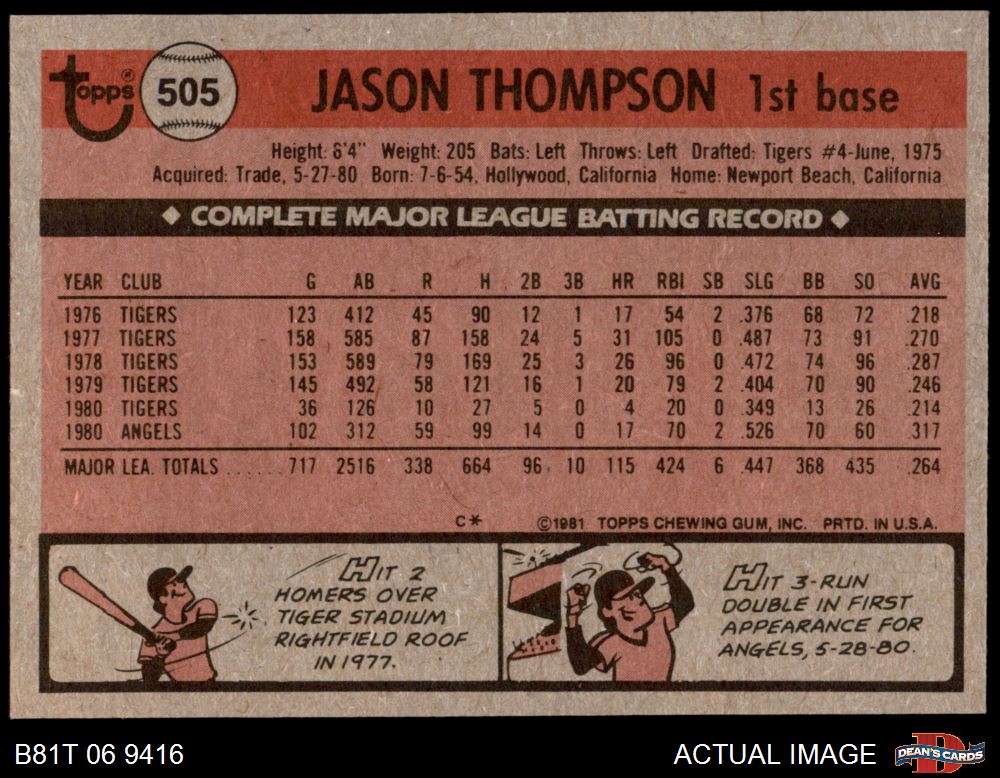 topps® 505 JASON THOMPSON 1st base
Height: 6'4" Weight: 205 Bats: Left Throws: Left Drafted: Tigers #4-June, 1975
Acquired: Trade, 5-27-80 Born: 7-6-54, Hollywood, California Home: Newport Beach, California
◆ COMPLETE MAJOR LEAGUE BATTING RECORD ◆
YEAR CLUB G AB R H 2B 3B HR RBI SB SLG BB SO AVG
1976 TIGERS 123 412 45 90 12 1 17 54 2 .376 68 72 .218
1977 TIGERS 158 585 87 158 24 5 31 105 0 .487 73 91 .270
1978 TIGERS 153 589 79 169 25 3 26 96 0 .472 74 96 .287
1979 TIGERS 145 492 58 121 16 1 20 79 2 .404 70 90 .246
1980 TIGERS 36 126 10 27 5 0 4 20 0 .349 13 26 .214
1980 ANGELS 102 312 59 99 14 0 17 70 2 .526 70 60 .317
MAJOR LEA. TOTALS ...... 717 2516 338 664 96 10 115 424 6 .447 368 435 .264
C* ©1981 TOPPS CHEWING GUM, INC. PRTD. IN U.S.A.
HIT 2
HOMERS OVER
TIGER STADIUM
RIGHTFIELD ROOF
IN 1977.
HIT 3-RUN
DOUBLE IN FIRST
APPEARANCE FOR
ANGELS, 5-28-80.
B81T 06 9416 ACTUAL IMAGE D DEAN'S CARDS